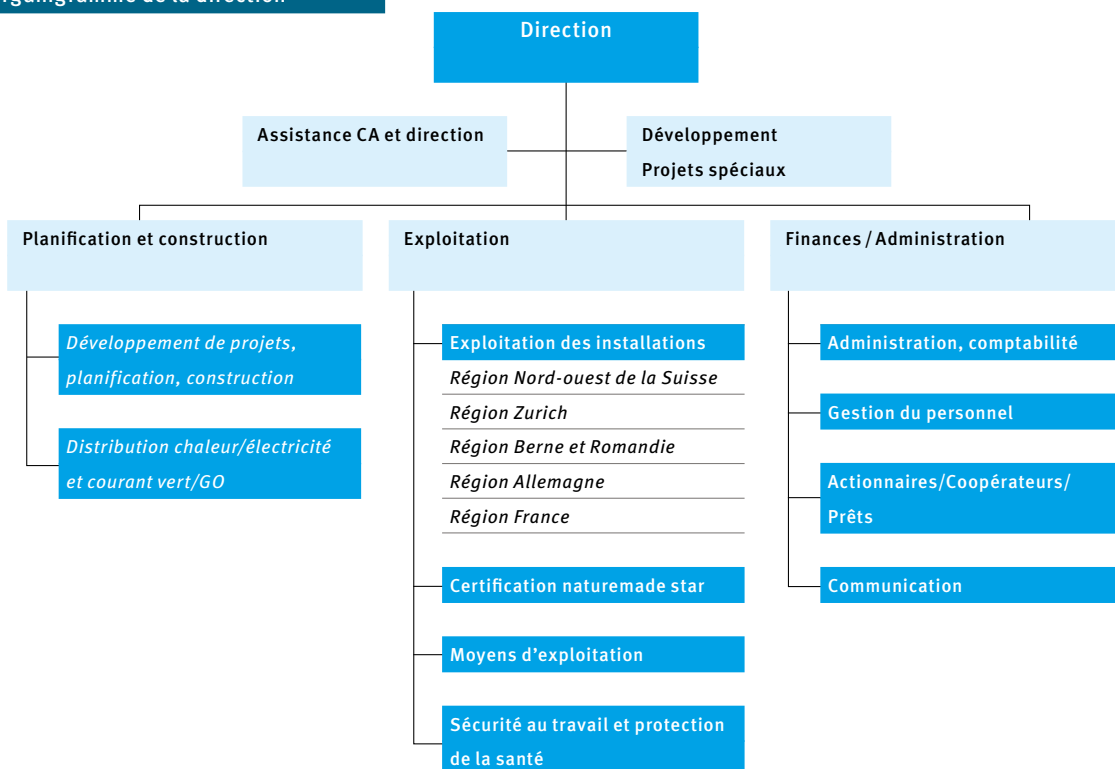 de la direction
Direction
Assistance CA et direction
Développement
Projets spéciaux
Planification et construction
Exploitation
Finances / Administration
Développement de projets,
planification, construction
Distribution chaleur/électricité
et courant vert/GO
Exploitation des installations
Région Nord-ouest de la Suisse
Région Zurich
Région Berne et Romandie
Région Allemagne
Région France
Certification naturemade star
Moyens d’exploitation
Sécurité au travail et protection
de la santé
Administration, comptabilité
Gestion du personnel
Actionnaires/Coopérateurs/
Prêts
Communication